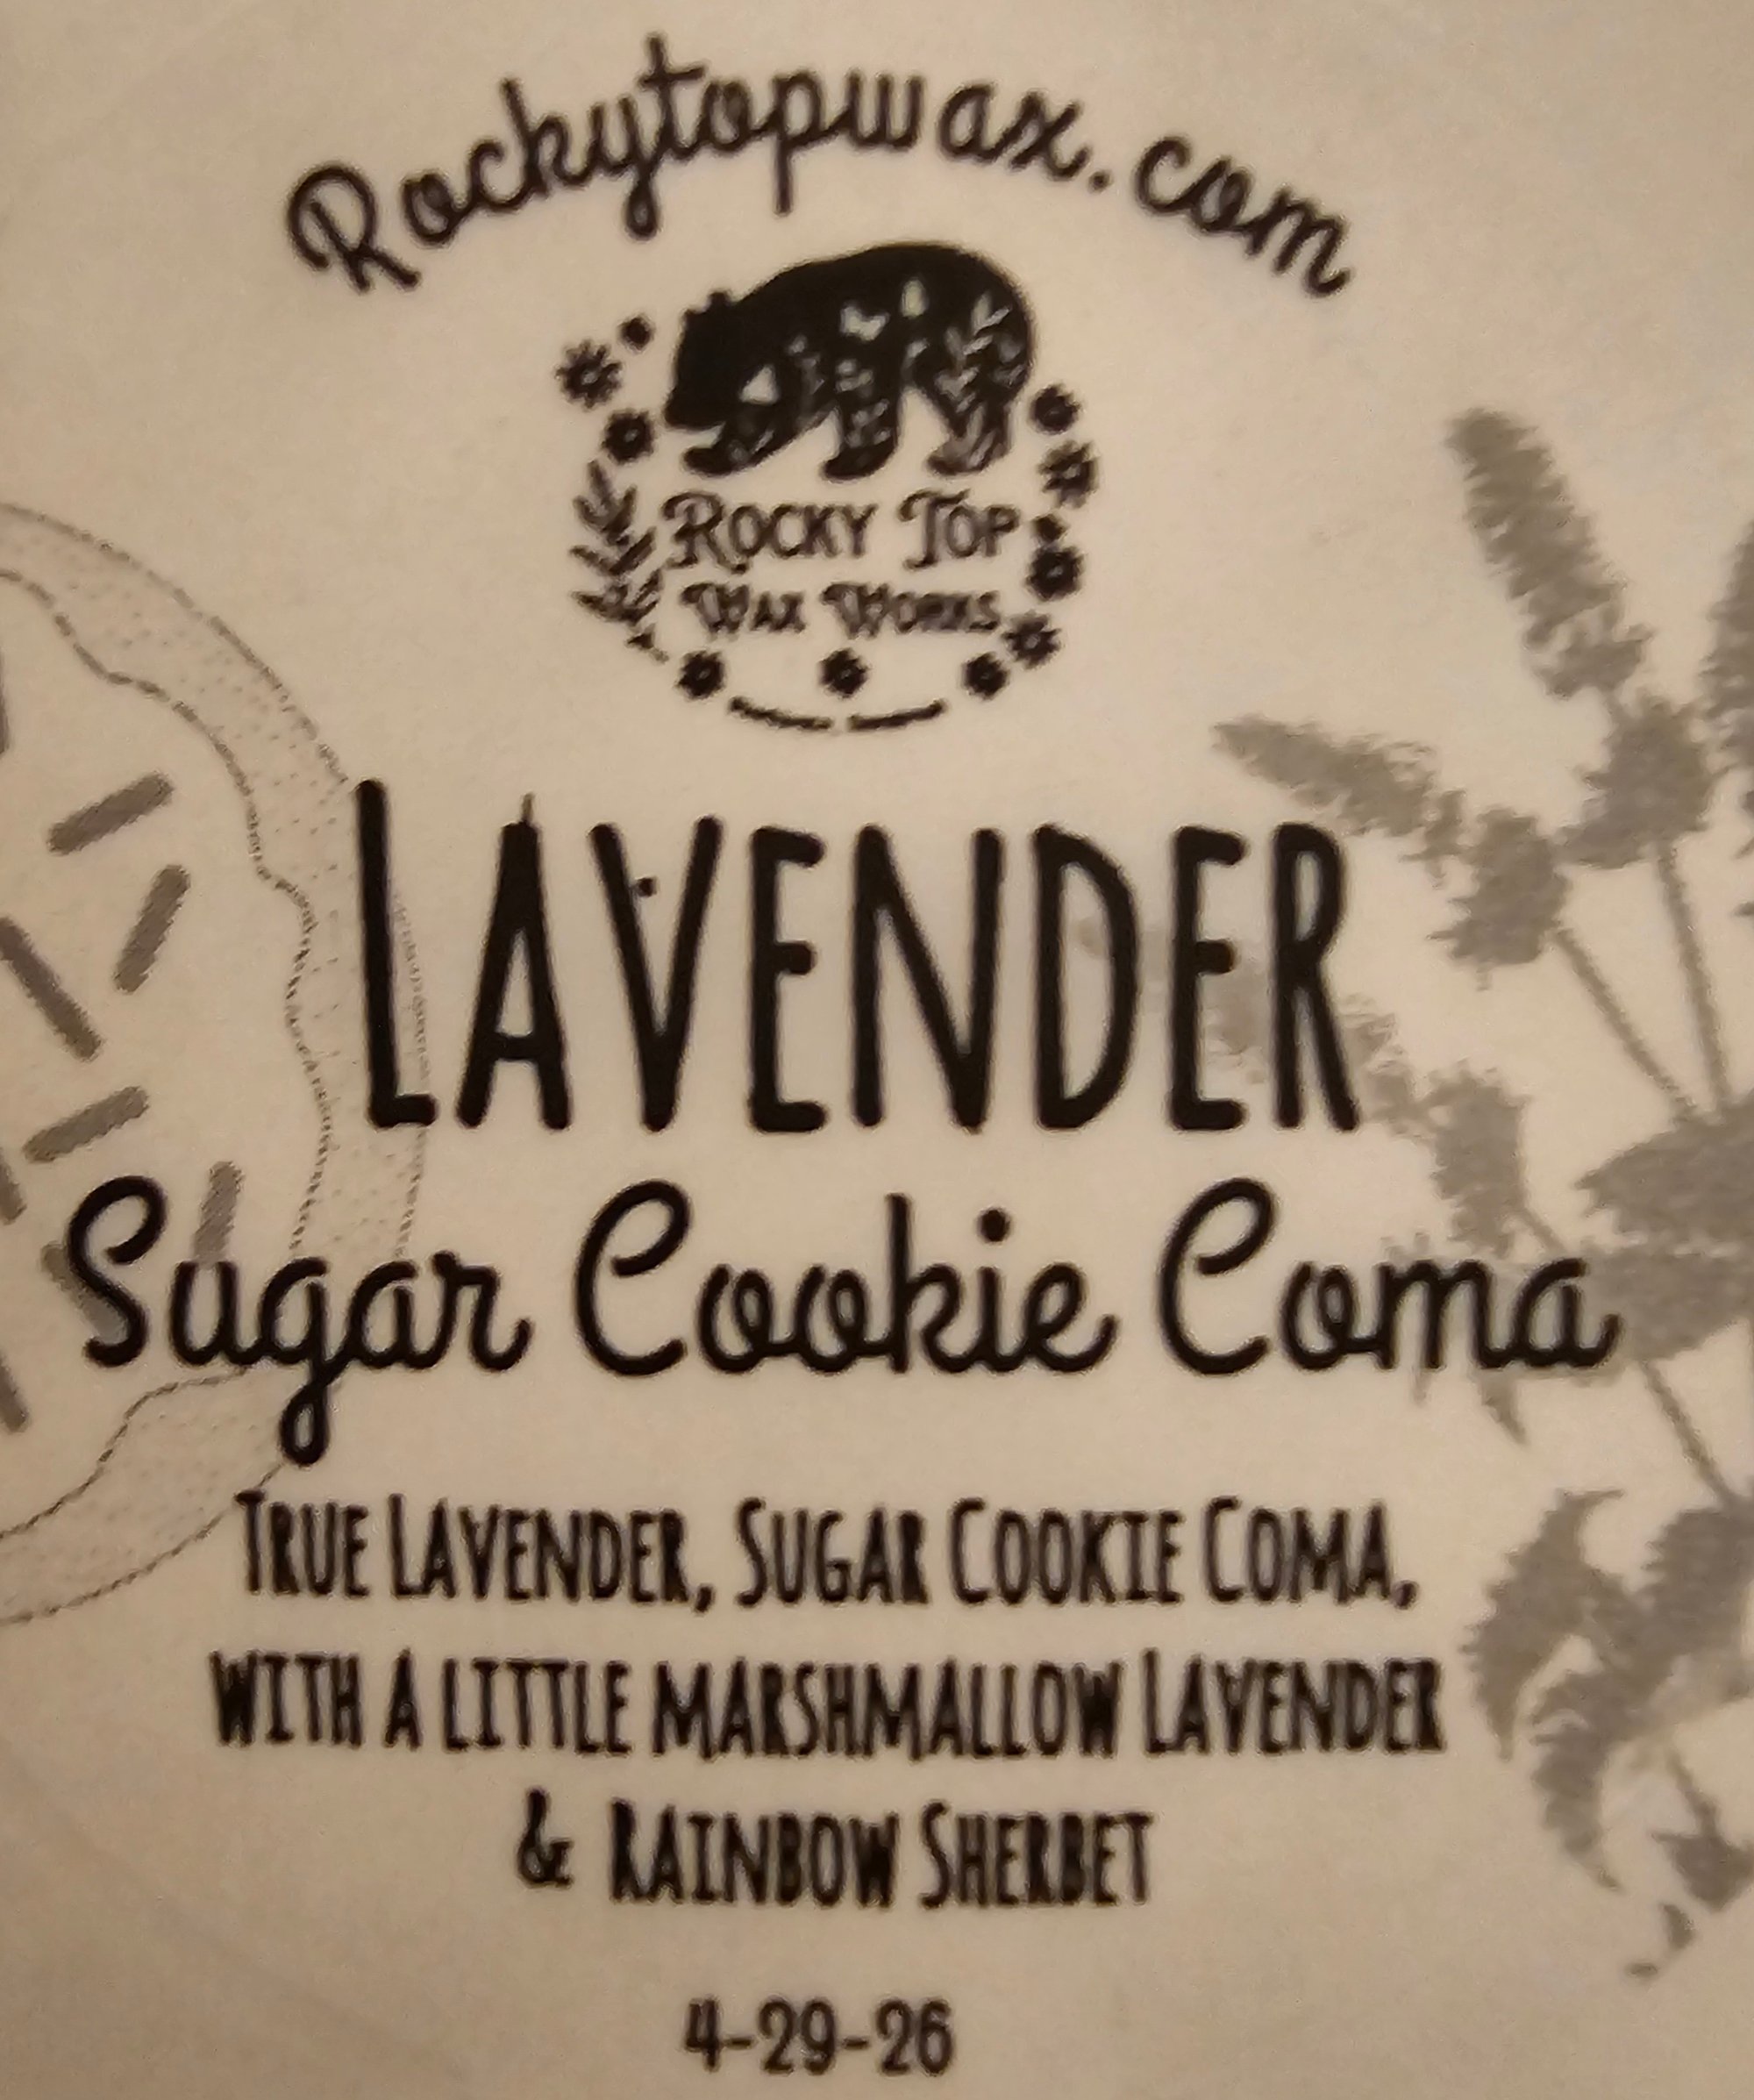 Rockytopwax.com
ROCKY TOP
WAX WORKS
LAVENDER
Sugar Cookie Coma
TRUE LAVENDER, SUGAR COOKIE COMA,
WITH A LITTLE MARSHMALLOW LAVENDER
& RAINBOW SHERBET
4-29-26